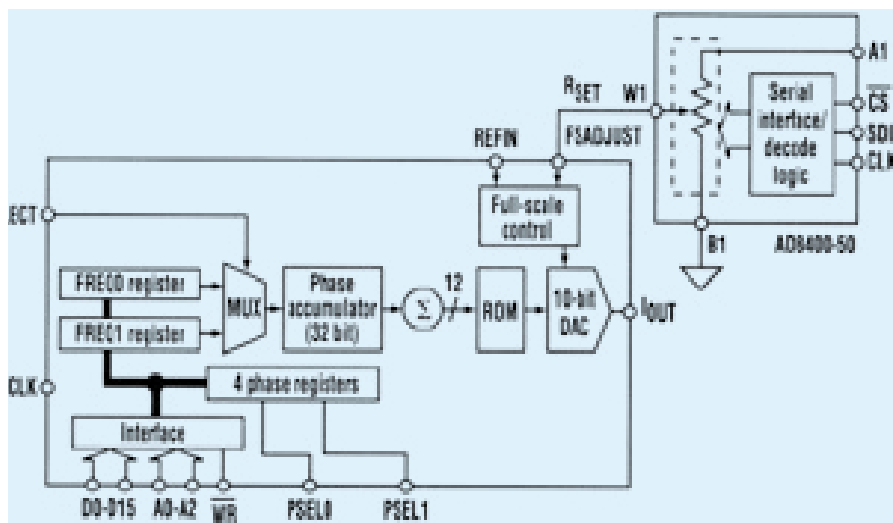 A1
RSET
W1
Serial
interface/
decode
logic
CS
SDI
CLK
REFIN
FSADJUST
B1
AD8400-50
ECT
Full-scale
control
FREQ0 register
FREQ1 register
MUX
Phase
accumulator
(32 bit)
Σ
12
ROM
10-bit
DAC
IOUT
CLK
4 phase registers
Interface
D0-D15
A0-A2
WR
PSEL0
PSEL1